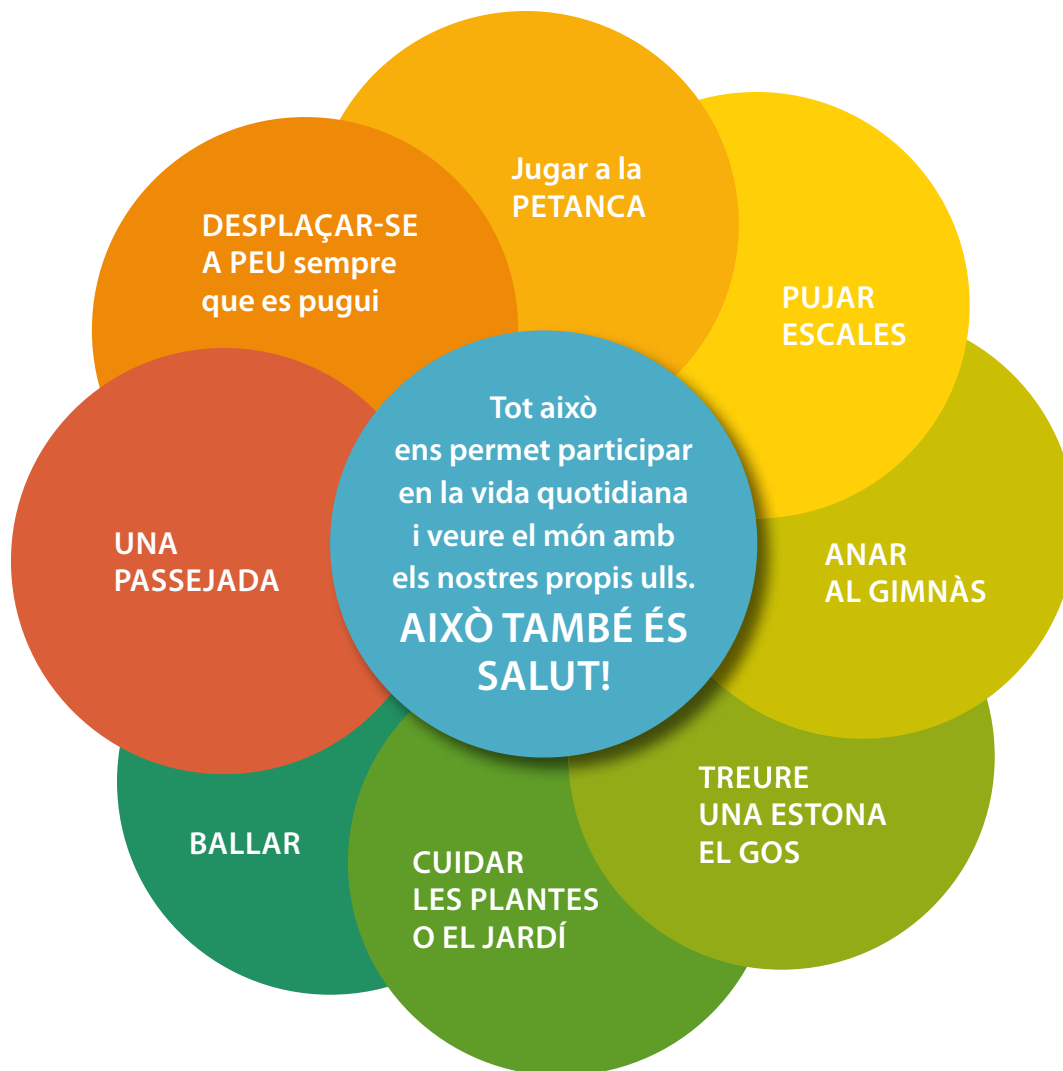 Jugar a la
PETANCA
DESPLAÇAR-SE
A PEU sempre
que es pugui
PUJAR
ESCALES
Tot això
ens permet participar
en la vida quotidiana
i veure el món amb
els nostres propis ulls.
AIXÒ TAMBÉ ÉS
SALUT!
UNA
PASSEJADA
ANAR
AL GIMNÀS
TREURE
UNA ESTONA
EL GOS
BALLAR
CUIDAR
LES PLANTES
O EL JARDÍ